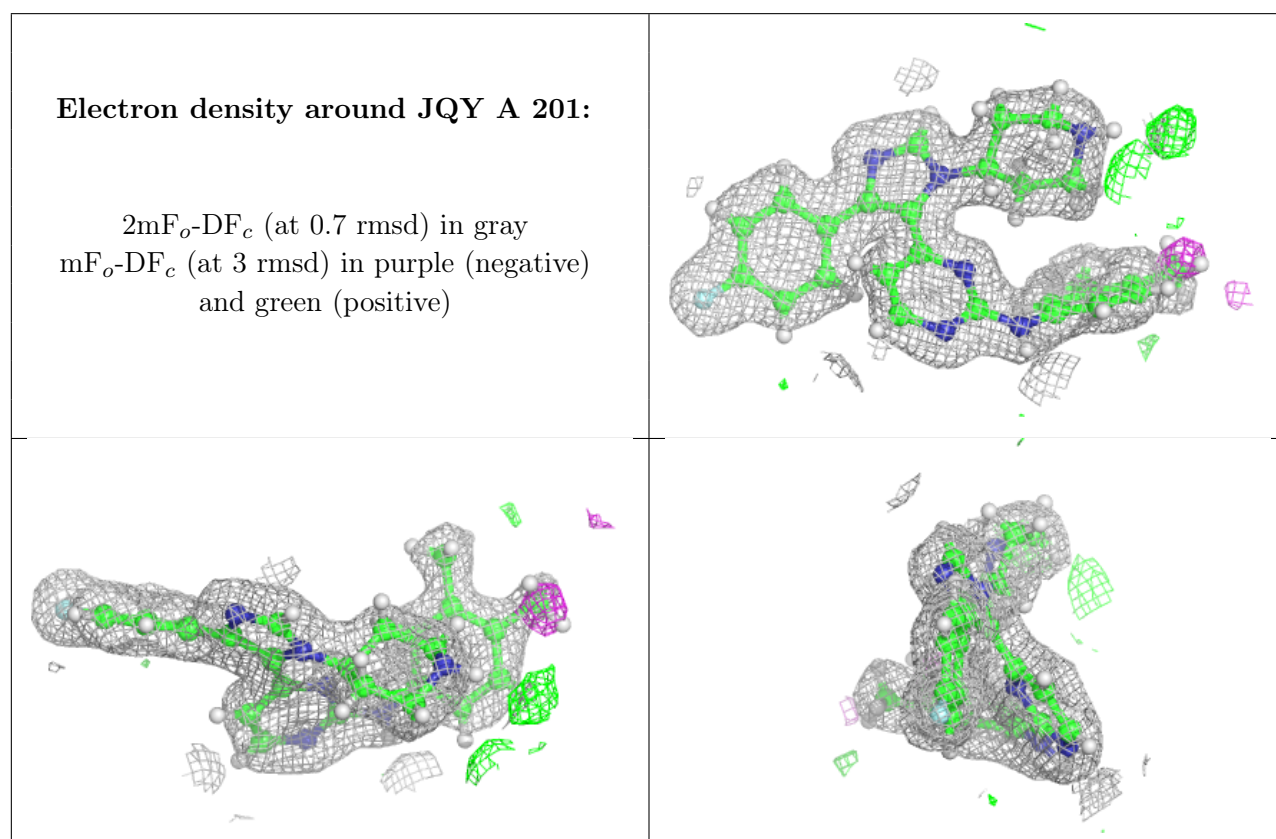 Electron density around JQY A 201:
2mFo-DFc (at 0.7 rmsd) in gray
mFo-DFc (at 3 rmsd) in purple (negative)
and green (positive)